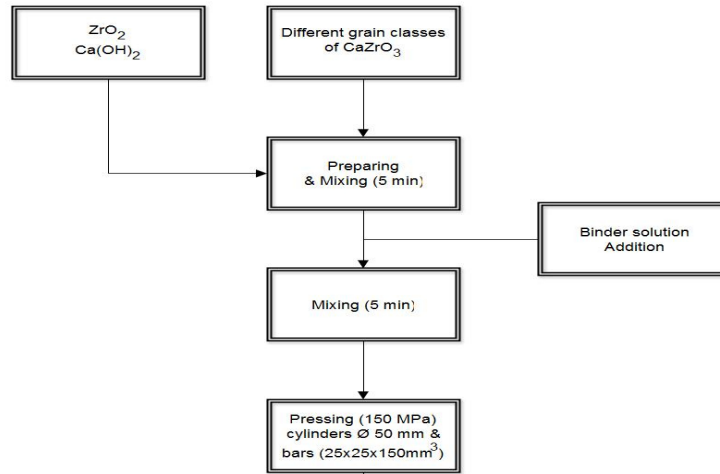 ZrO₂
Ca(OH)₂
Different grain classes
of CaZrO₃
Preparing
& Mixing (5 min)
Binder solution
Addition
Mixing (5 min)
Pressing (150 MPa)
cylinders Ø 50 mm &
bars (25x25x150mm³)